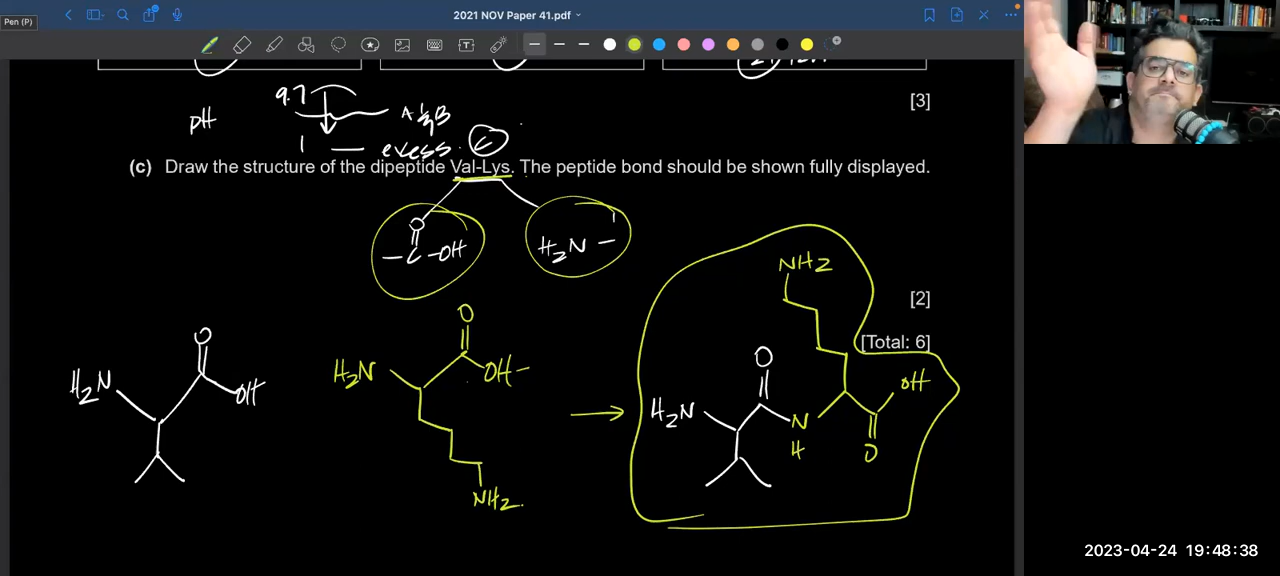 2021 NOV Paper 41.pdf
Pen (P)
[3]
9.7
pH
A & B
1 — exess. C
(c) Draw the structure of the dipeptide Val-Lys. The peptide bond should be shown fully displayed.
O
C-OH
H2N
[2]
[Total: 6]
O
H2N
OH
O
H2N
OH
NH2
NH2
O
H2N
N
H
OH
O
2023-04-24 19:48:38